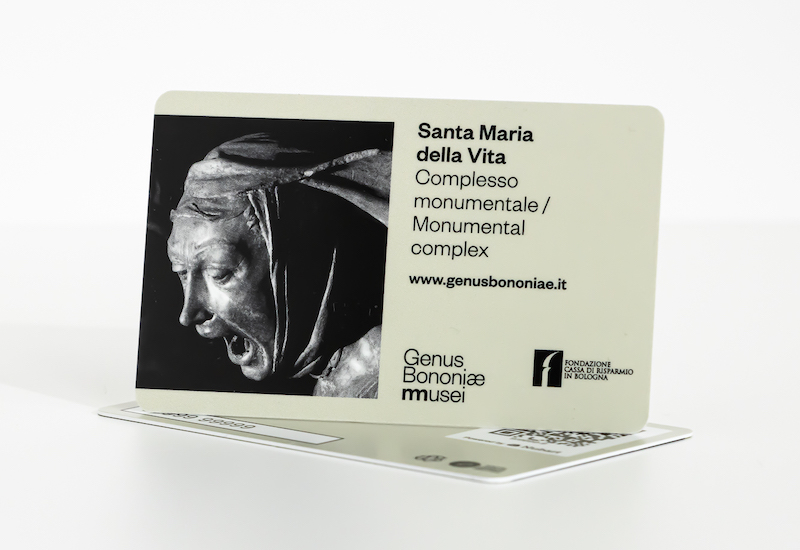 Santa Maria
della Vita
Complesso
monumentale /
Monumental
complex
www.genusbononiae.it
Genus
Bononiæ
musei
FONDAZIONE
CASSA DI RISPARMIO
IN BOLOGNA
99999